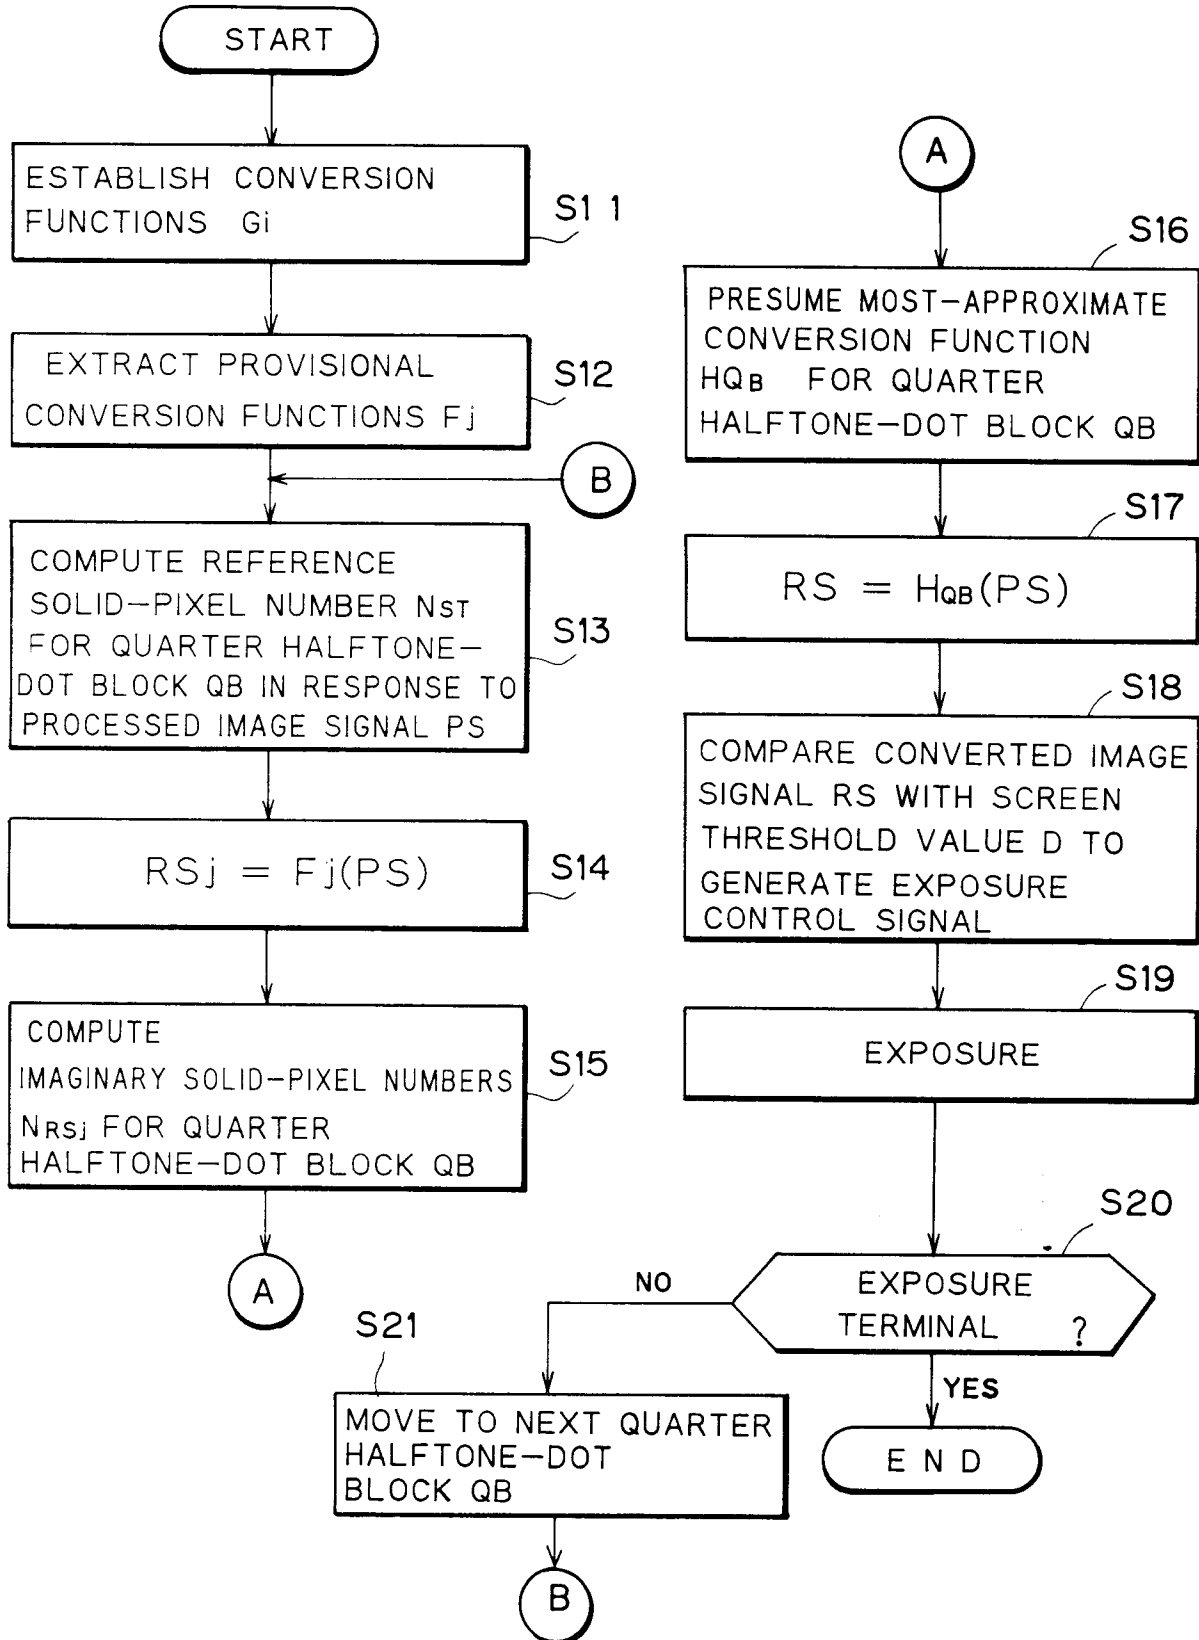 START
ESTABLISH CONVERSION
FUNCTIONS Gi
S11
EXTRACT PROVISIONAL
CONVERSION FUNCTIONS Fj
S12
B
COMPUTE REFERENCE
SOLID-PIXEL NUMBER NST
FOR QUARTER HALFTONE-
DOT BLOCK QB IN RESPONSE TO
PROCESSED IMAGE SIGNAL PS
S13
RSj = Fj(PS)
S14
COMPUTE
IMAGINARY SOLID-PIXEL NUMBERS
NRSj FOR QUARTER
HALFTONE-DOT BLOCK QB
S15
A
A
S16
PRESUME MOST-APPROXIMATE
CONVERSION FUNCTION
HQB FOR QUARTER
HALFTONE-DOT BLOCK QB
S17
RS = HQB(PS)
S18
COMPARE CONVERTED IMAGE
SIGNAL RS WITH SCREEN
THRESHOLD VALUE D TO
GENERATE EXPOSURE
CONTROL SIGNAL
S19
EXPOSURE
S20
EXPOSURE
TERMINAL ?
NO
YES
END
S21
MOVE TO NEXT QUARTER
HALFTONE-DOT
BLOCK QB
B